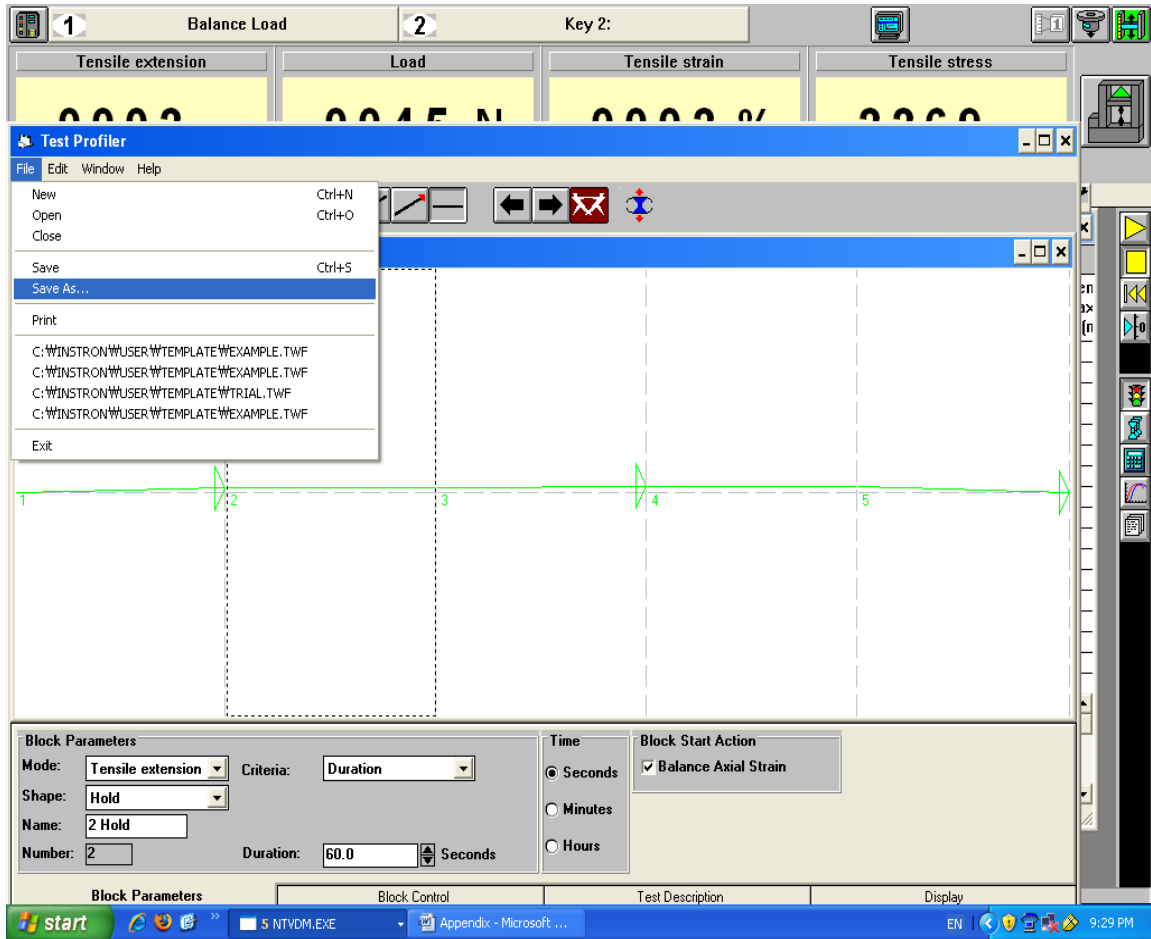 1 Balance Load 2 Key 2: 1
Tensile extension Load Tensile strain Tensile stress
Test Profiler
File Edit Window Help
New Ctrl+N
Open Ctrl+O
Close
Save Ctrl+S
Save As...
Print
C:₩INSTRON₩USER₩TEMPLATE₩EXAMPLE.TWF
C:₩INSTRON₩USER₩TEMPLATE₩EXAMPLE.TWF
C:₩INSTRON₩USER₩TEMPLATE₩TRIAL.TWF
C:₩INSTRON₩USER₩TEMPLATE₩EXAMPLE.TWF
Exit
1 2 3 4 5
Block Parameters Time Block Start Action
Mode: Tensile extension Criteria: Duration Seconds Balance Axial Strain
Shape: Hold
Name: 2 Hold Minutes
Number: 2 Duration: 60.0 Seconds Hours
Block Parameters Block Control Test Description Display
start 5 NTVDM.EXE Appendix - Microsoft ... EN 9:29 PM